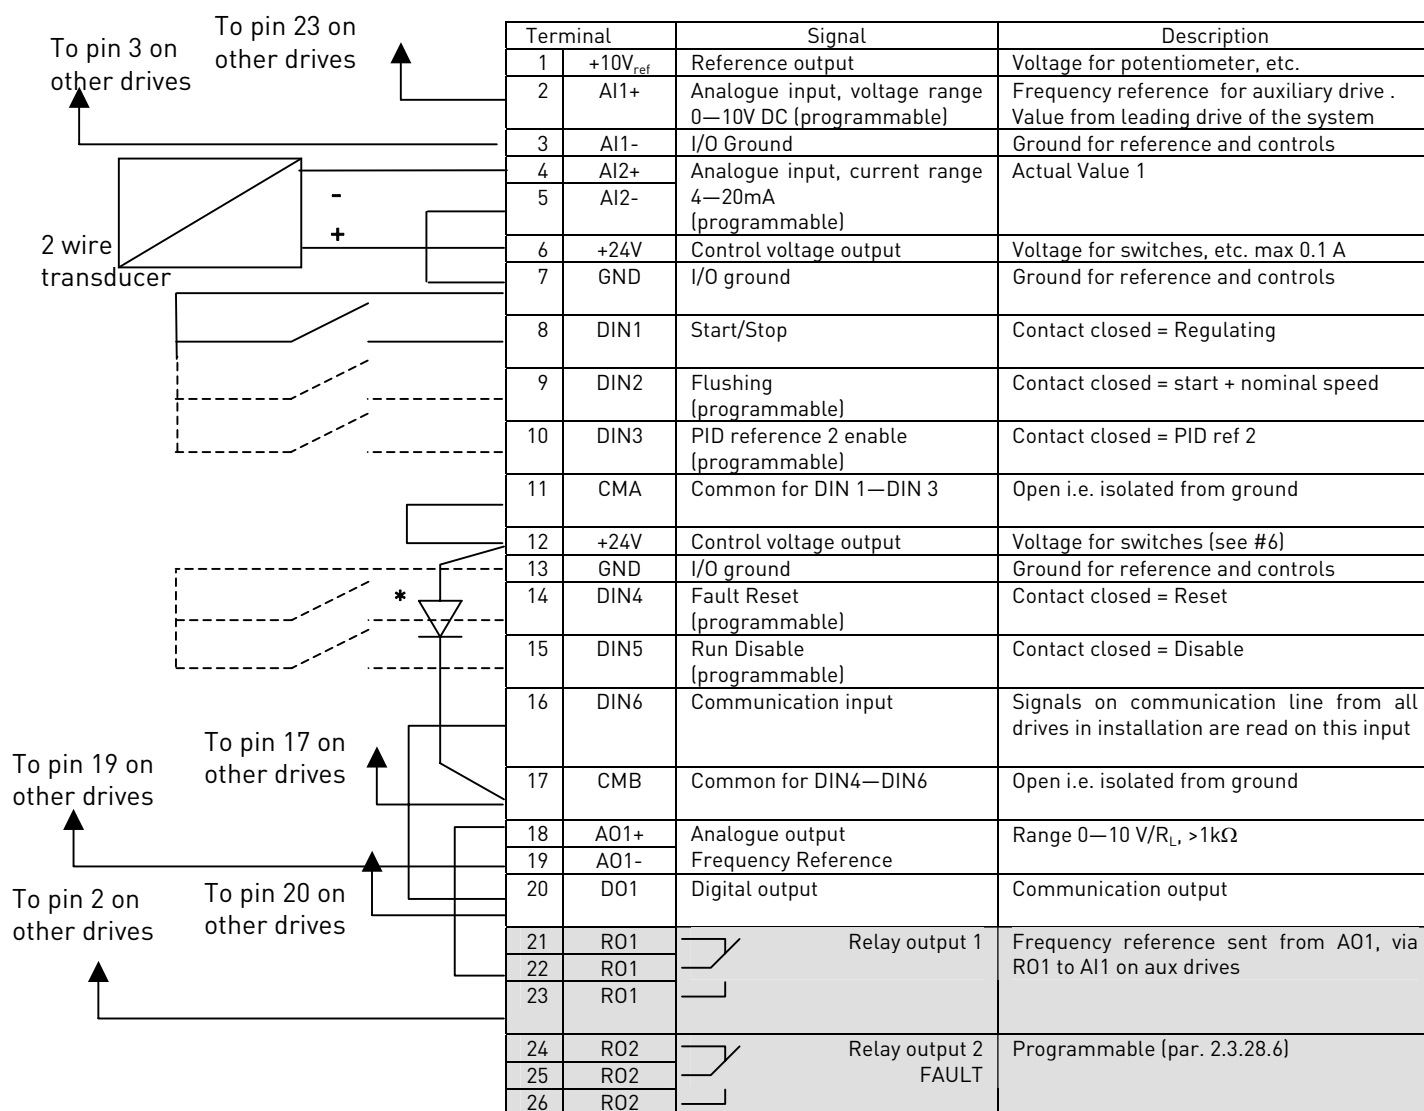 To pin 3 on
other drives
To pin 23 on
other drives
-
+
2 wire
transducer
*
To pin 19 on
other drives
To pin 17 on
other drives
To pin 2 on
other drives
To pin 20 on
other drives
Terminal Signal Description
1 +10Vref Reference output Voltage for potentiometer, etc.
2 AI1+ Analogue input, voltage range Frequency reference for auxiliary drive .
0—10V DC (programmable) Value from leading drive of the system
3 AI1- I/O Ground Ground for reference and controls
4 AI2+ Analogue input, current range Actual Value 1
5 AI2- 4—20mA
(programmable)
6 +24V Control voltage output Voltage for switches, etc. max 0.1 A
7 GND I/O ground Ground for reference and controls
8 DIN1 Start/Stop Contact closed = Regulating
9 DIN2 Flushing Contact closed = start + nominal speed
(programmable)
10 DIN3 PID reference 2 enable Contact closed = PID ref 2
(programmable)
11 CMA Common for DIN 1—DIN 3 Open i.e. isolated from ground
12 +24V Control voltage output Voltage for switches (see #6)
13 GND I/O ground Ground for reference and controls
14 DIN4 Fault Reset Contact closed = Reset
(programmable)
15 DIN5 Run Disable Contact closed = Disable
(programmable)
16 DIN6 Communication input Signals on communication line from all
drives in installation are read on this input
17 CMB Common for DIN4—DIN6 Open i.e. isolated from ground
18 AO1+ Analogue output Range 0—10 V/RL, >1kΩ
19 AO1- Frequency Reference
20 DO1 Digital output Communication output
21 RO1 Relay output 1 Frequency reference sent from AO1, via
22 RO1 RO1 to AI1 on aux drives
23 RO1
24 RO2 Relay output 2 Programmable (par. 2.3.28.6)
25 RO2 FAULT
26 RO2